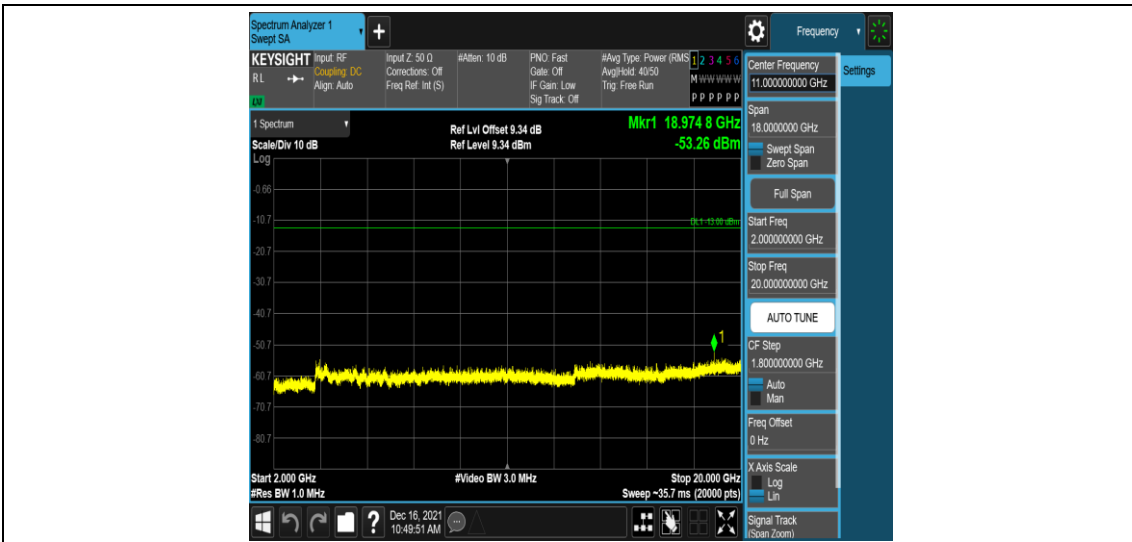 Spectrum Analyzer 1
Swept SA
Frequency
KEYSIGHT
RL
LXI
Input: RF
Coupling: DC
Align: Auto
Input Z: 50 Ω
Corrections: Off
Freq Ref: Int (S)
#Atten: 10 dB
PNO: Fast
Gate: Off
IF Gain: Low
Sig Track: Off
#Avg Type: Power (RMS
Avg|Hold: 40/50
Trig: Free Run
1 2 3 4 5 6
M W W W W W
P P P P P P
1 Spectrum
Scale/Div 10 dB
Log
Ref Lvl Offset 9.34 dB
Ref Level 9.34 dBm
Mkr1 18.974 8 GHz
-53.26 dBm
-0.66
-10.7
DL1 -13.00 dBm
-20.7
-30.7
-40.7
-50.7
1
-60.7
-70.7
-80.7
Start 2.000 GHz
#Res BW 1.0 MHz
#Video BW 3.0 MHz
Stop 20.000 GHz
Sweep ~35.7 ms (20000 pts)
Dec 16, 2021
10:49:51 AM
Center Frequency
11.000000000 GHz
Settings
Span
18.0000000 GHz
Swept Span
Zero Span
Full Span
Start Freq
2.000000000 GHz
Stop Freq
20.000000000 GHz
AUTO TUNE
CF Step
1.800000000 GHz
Auto
Man
Freq Offset
0 Hz
X Axis Scale
Log
Lin
Signal Track
(Span Zoom)